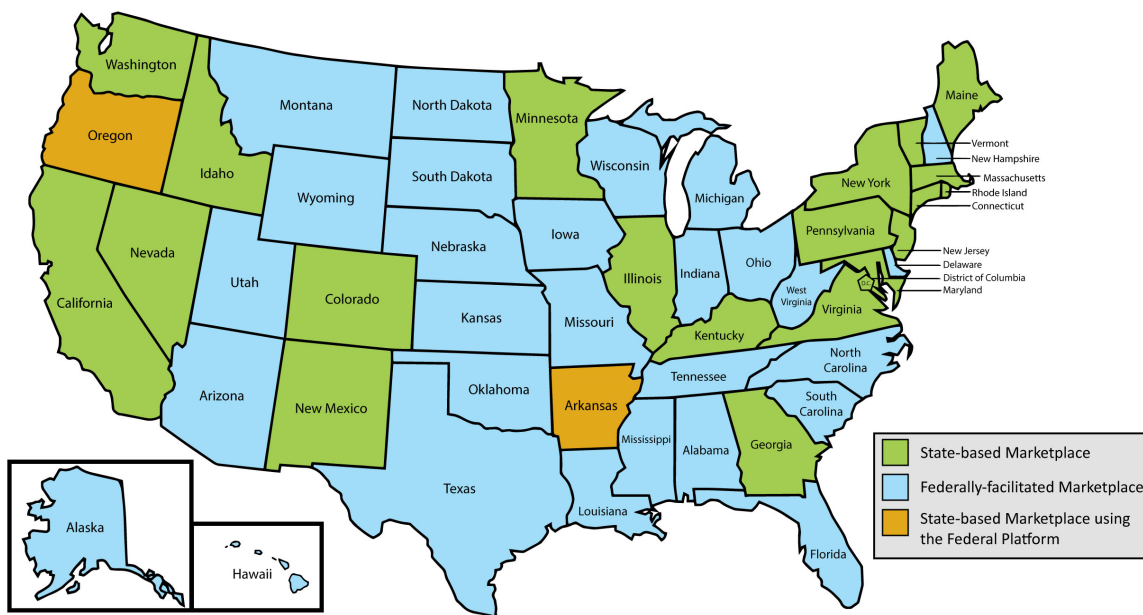 Washington
Montana
North Dakota
Minnesota
Maine
Oregon
Vermont
New Hampshire
Wisconsin
Idaho
South Dakota
Massachusetts
New York
Rhode Island
Michigan
Wyoming
Connecticut
Pennsylvania
Iowa
Nebraska
Nevada
New Jersey
Ohio
Delaware
Illinois
Indiana
Utah
District of Columbia
D.C.
Maryland
West
Virginia
California
Colorado
Virginia
Kansas
Missouri
Kentucky
North
Carolina
Tennessee
Oklahoma
Arizona
South
Carolina
Arkansas
New Mexico
Mississippi
Georgia
Alabama
State-based Marketplace
Texas
Federally-facilitated Marketplace
Louisiana
State-based Marketplace using
the Federal Platform
Alaska
Florida
Hawaii